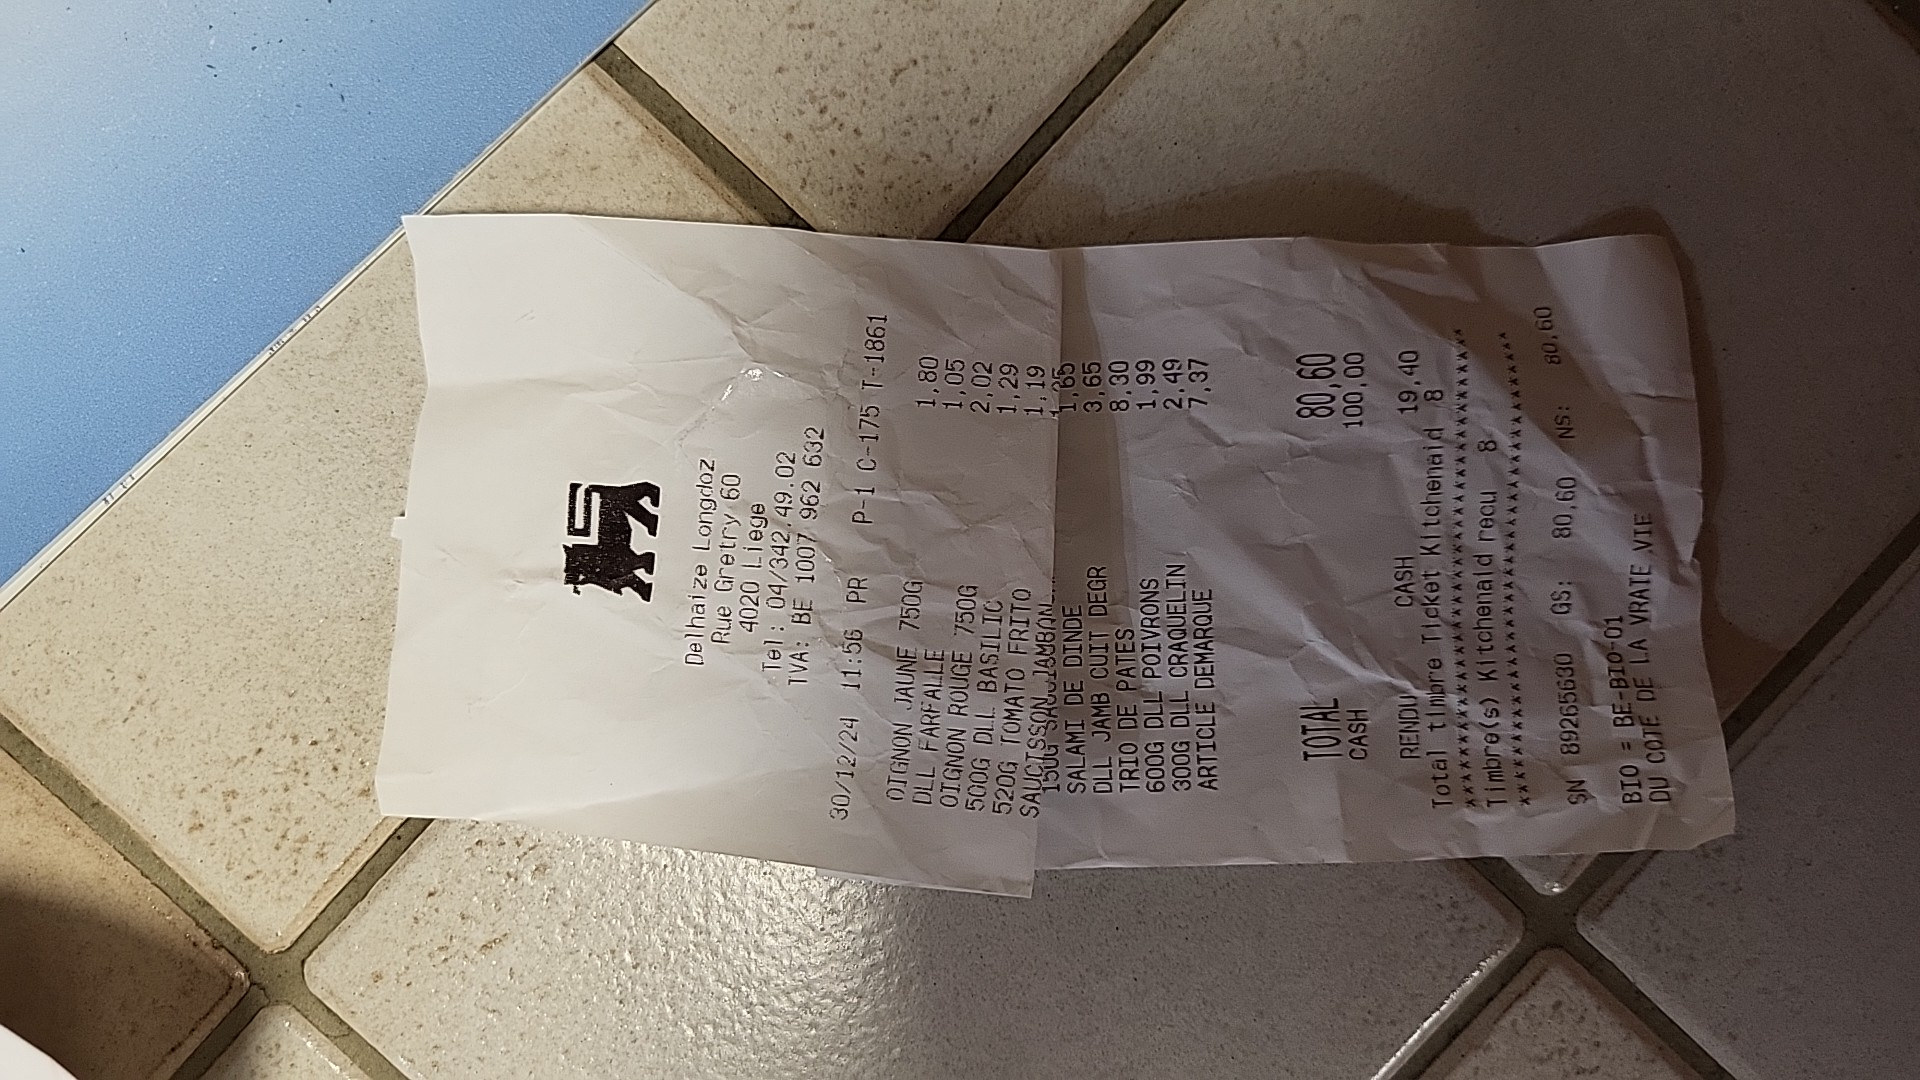 Delhaize Longdoz
Rue Gretry 60
4020 Liege
Tel: 04/342.49.02
TVA: BE 1007 962 632
30/12/24 11:56 PR P-1 C-175 T-1861
OIGNON JAUNE 750G 1,80
DLL FARFALLE 1,05
OIGNON ROUGE 750G 2,02
500G DLL BASILIC 1,29
520G TOMATO FRITO 1,19
SAUCISSON JAMBON
SALAMI DE DINDE 1,65
DLL JAMB CUIT DEGR 3,65
TRIO DE PATES 8,30
600G DLL POIVRONS 1,99
300G DLL CRAQUELIN 2,49
ARTICLE DEMARQUE 7,37
TOTAL 80,60
CASH 100,00
RENDU CASH 19,40
Total timbre Ticket Kitchenaid 8
************************************
Timbre(s) Kitchenaid recu 8
************************************
SN 89265630 GS: 80,60 NS: 80,60
BIO = BE-BIO-01
DU COTE DE LA VRAIE VIE